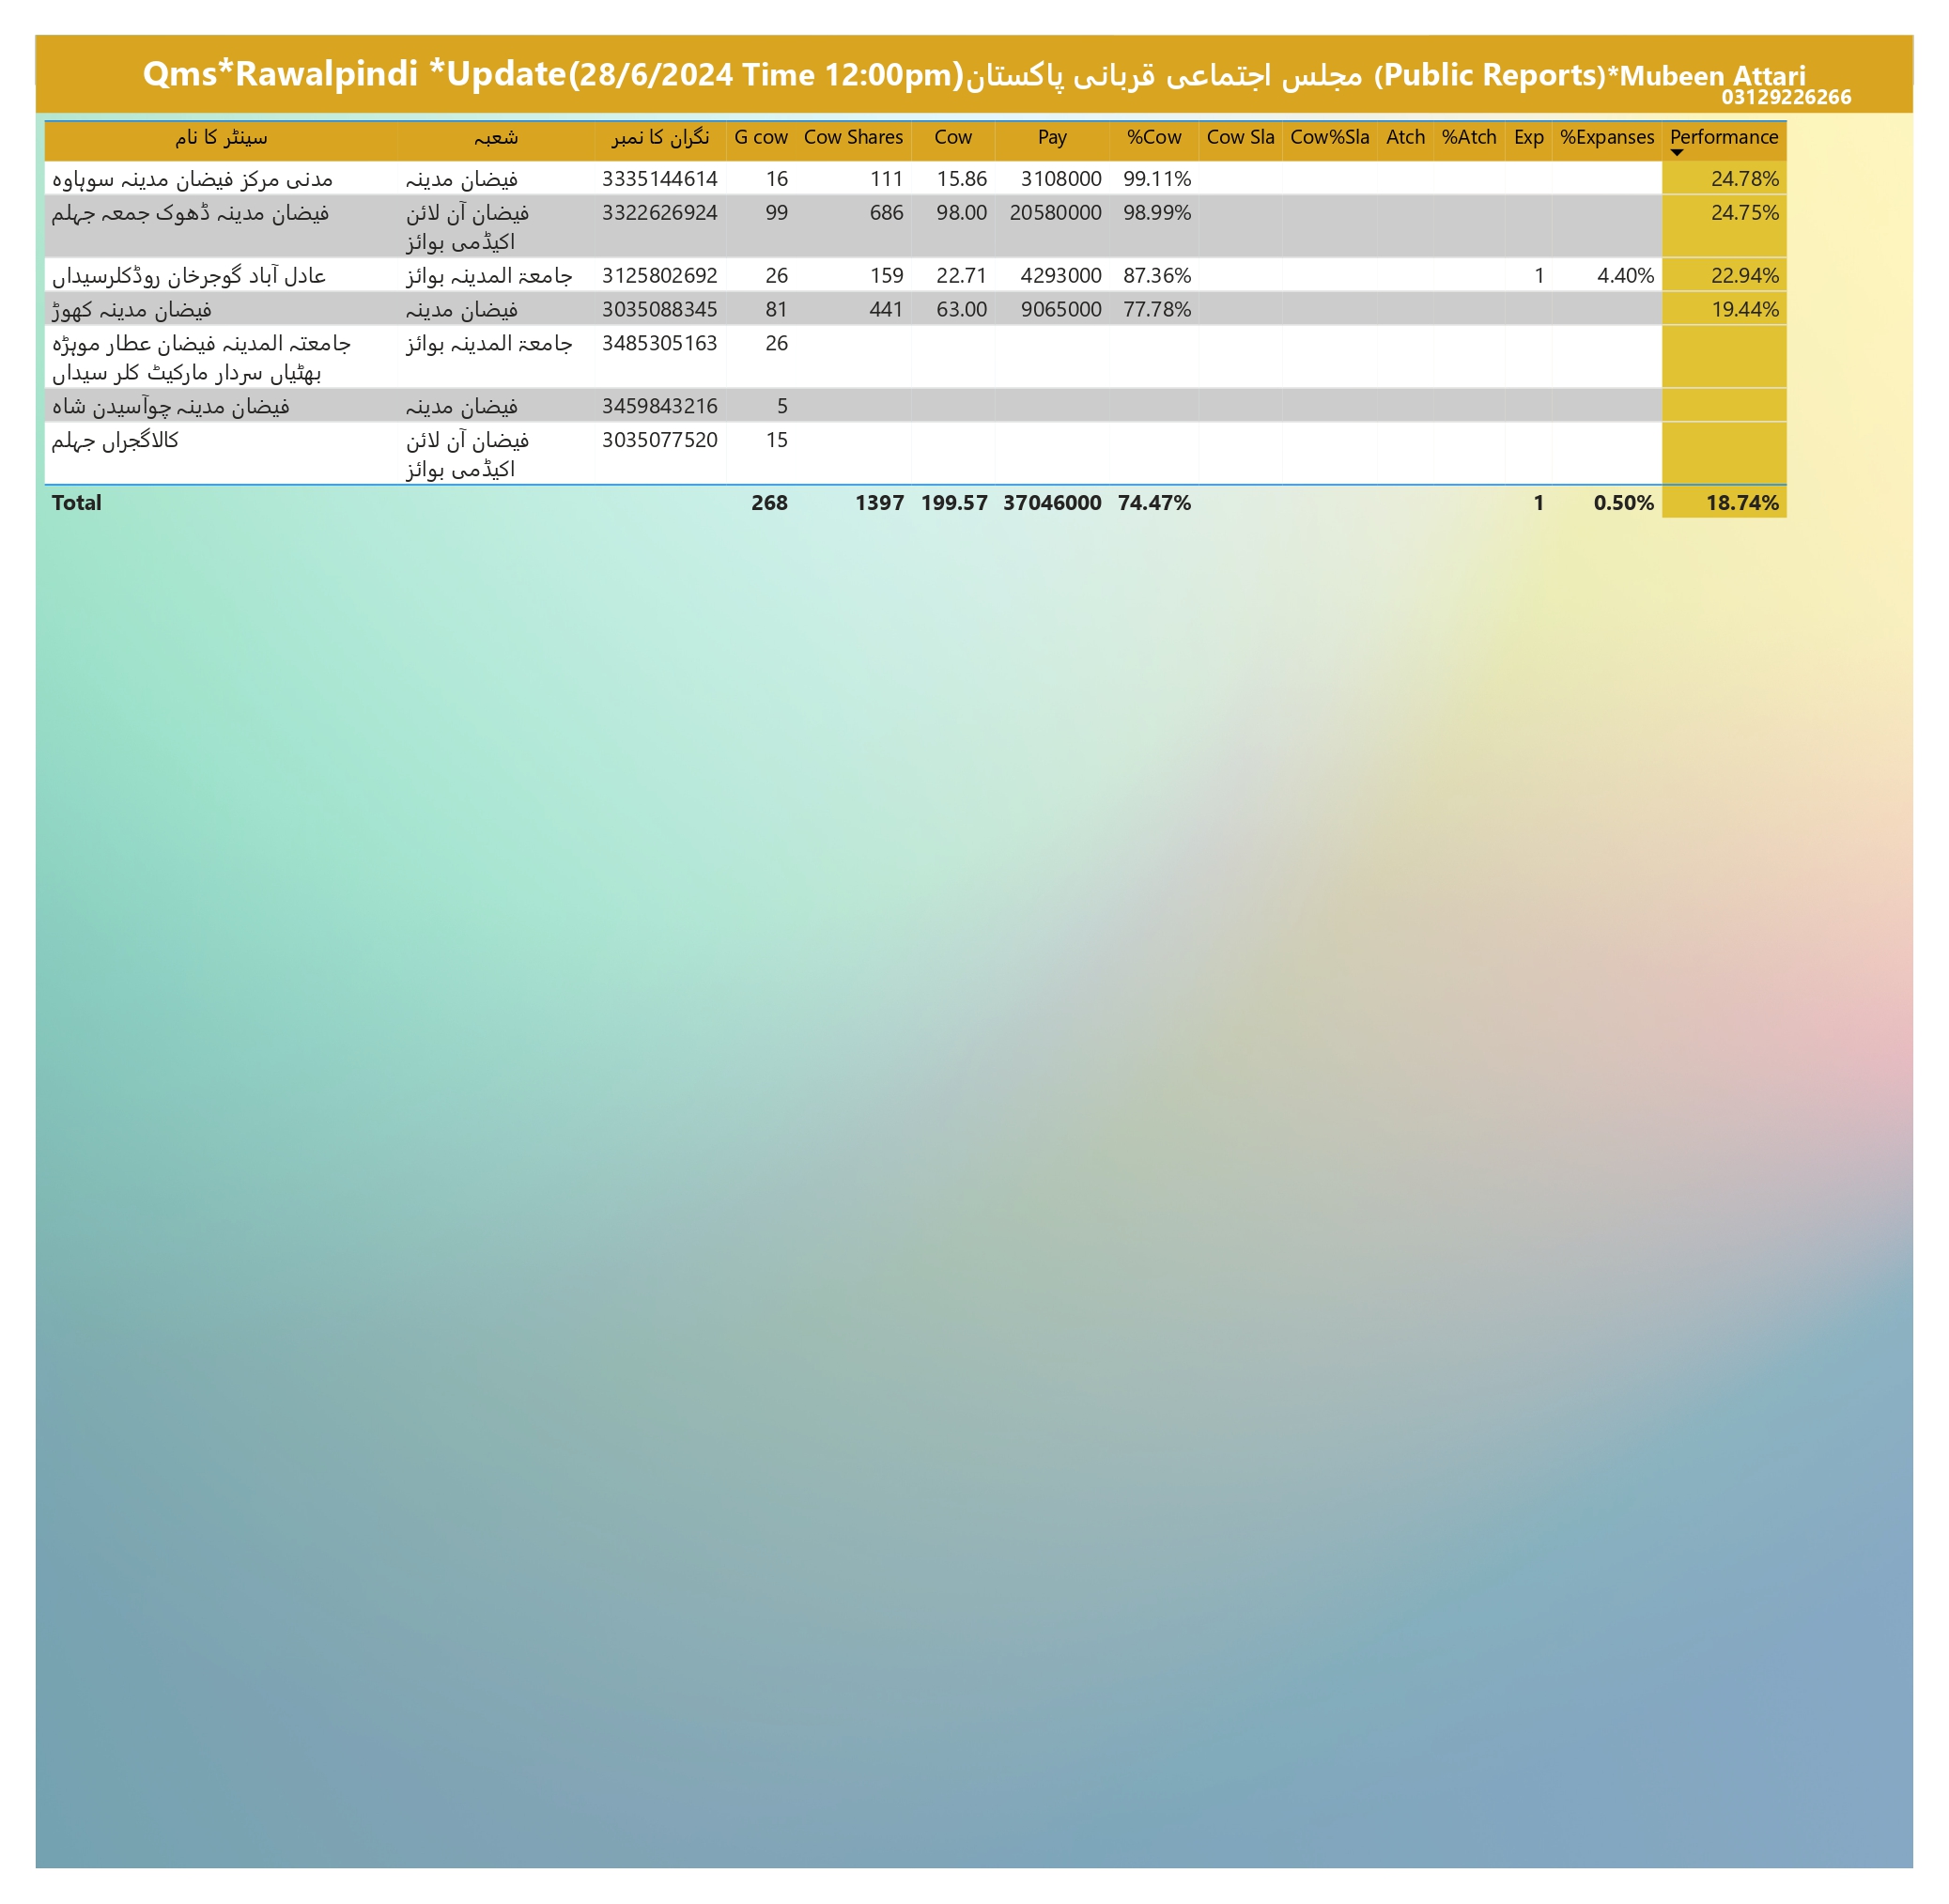 Qms*Rawalpindi *Update(28/6/2024 Time 12:00pm)مجلس اجتماعی قربانی پاکستان (Public Reports)*Mubeen Attari
03129226266
سینٹر کا نام شعبہ نگران کا نمبر G cow Cow Shares Cow Pay %Cow Cow Sla Cow%Sla Atch %Atch Exp %Expanses Performance
مدنی مرکز فیضان مدینہ سوہاوہ فیضان مدینہ 3335144614 16 111 15.86 3108000 99.11% 24.78%
فیضان مدینہ ڈھوک جمعہ جہلم فیضان آن لائن 3322626924 99 686 98.00 20580000 98.99% 24.75%
اکیڈمی بوائز
عادل آباد گوجرخان روڈکلرسیداں جامعۃ المدینہ بوائز 3125802692 26 159 22.71 4293000 87.36% 1 4.40% 22.94%
فیضان مدینہ کھوڑ فیضان مدینہ 3035088345 81 441 63.00 9065000 77.78% 19.44%
جامعتہ المدینہ فیضان عطار موہڑہ جامعۃ المدینہ بوائز 3485305163 26
بھٹیاں سردار مارکیٹ کلر سیداں
فیضان مدینہ چوآسیدن شاہ فیضان مدینہ 3459843216 5
کالاگجراں جہلم فیضان آن لائن 3035077520 15
اکیڈمی بوائز
Total 268 1397 199.57 37046000 74.47% 1 0.50% 18.74%